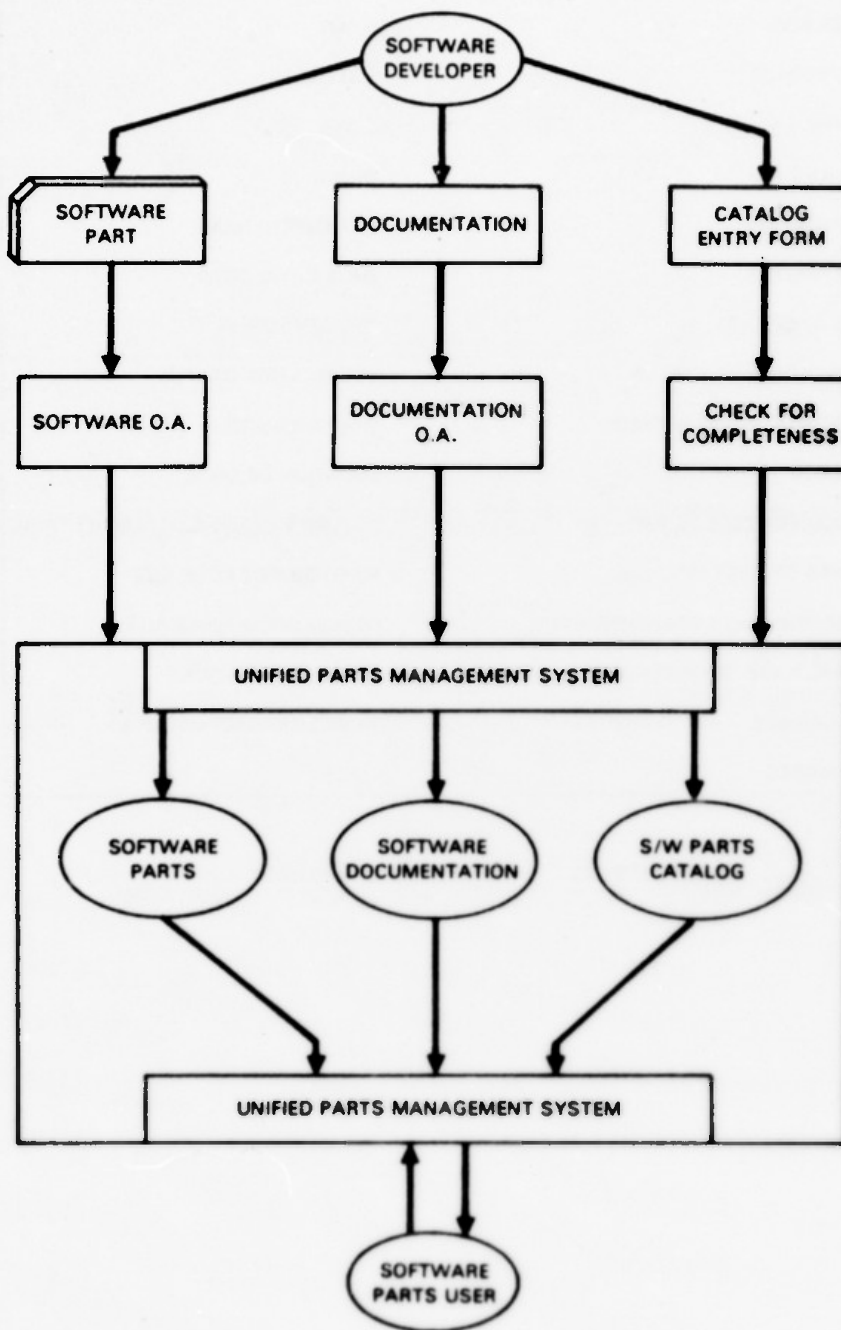 SOFTWARE
DEVELOPER
SOFTWARE
PART
DOCUMENTATION
CATALOG
ENTRY FORM
SOFTWARE O.A.
DOCUMENTATION
O.A.
CHECK FOR
COMPLETENESS
UNIFIED PARTS MANAGEMENT SYSTEM
SOFTWARE
PARTS
SOFTWARE
DOCUMENTATION
S/W PARTS
CATALOG
UNIFIED PARTS MANAGEMENT SYSTEM
SOFTWARE
PARTS USER